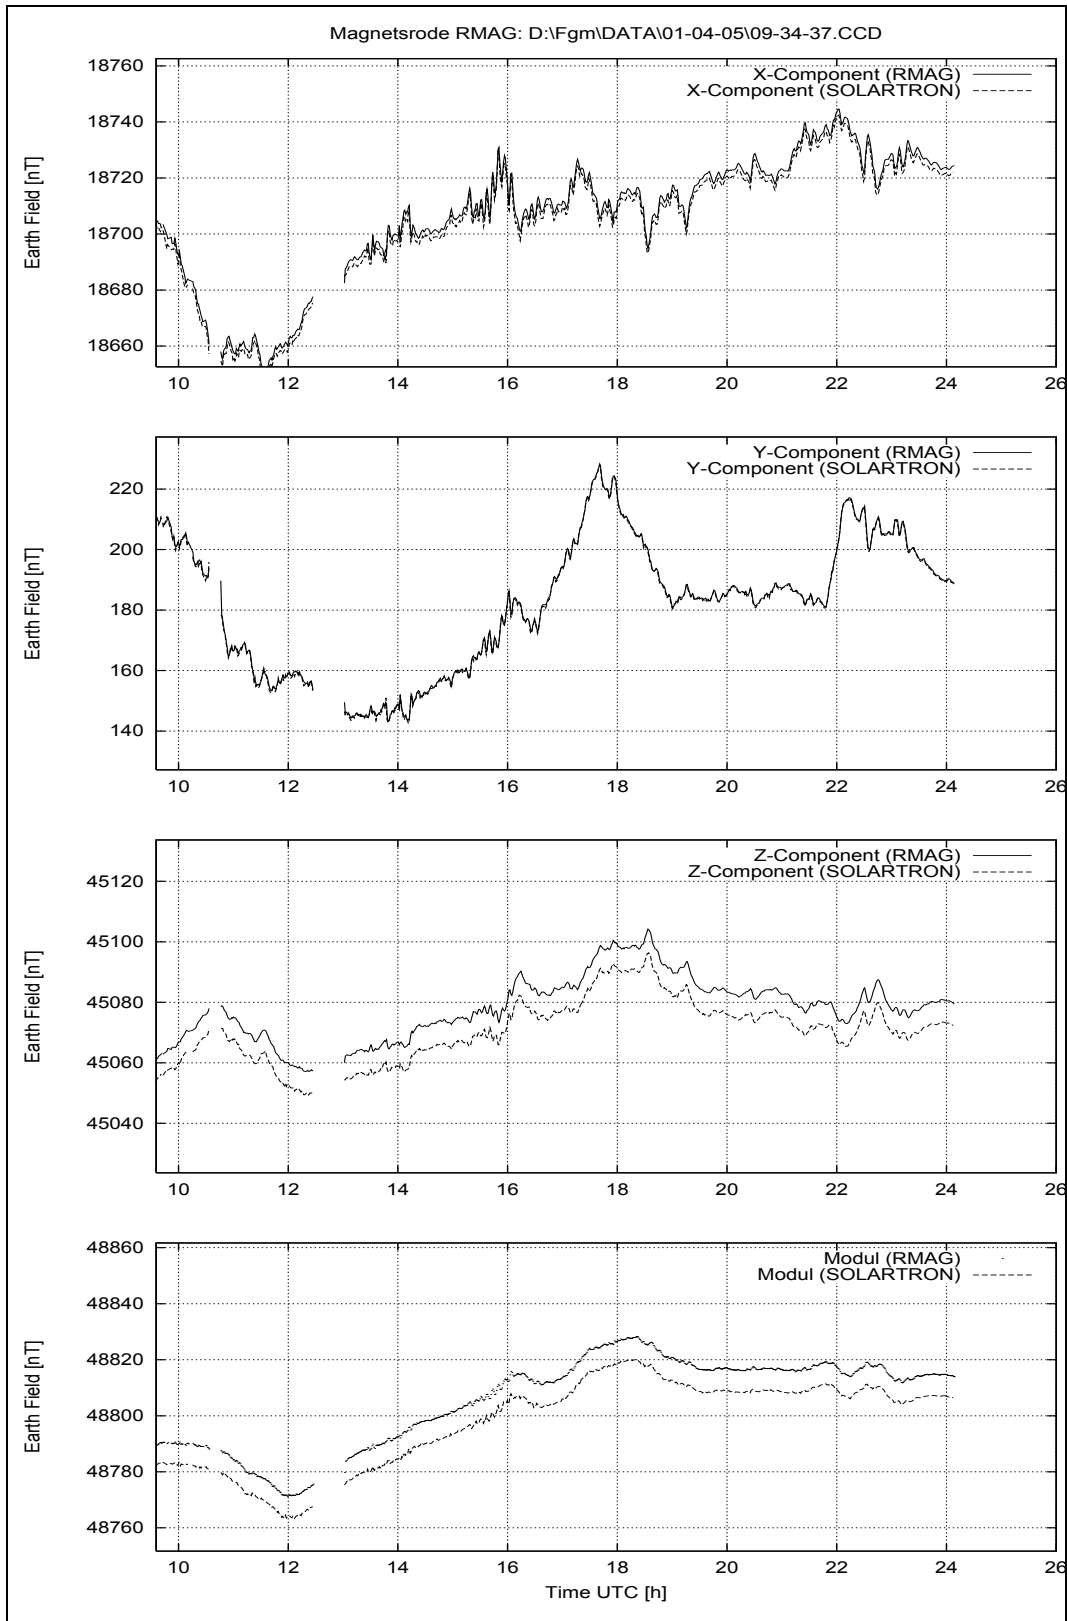 Magnetsrode RMAG: D:\Fgm\DATA\01-04-05\09-34-37.CCD
18760
18740
18720
18700
18680
18660
Earth Field [nT]
X-Component (RMAG)
X-Component (SOLARTRON)
10 12 14 16 18 20 22 24 26
220
200
180
160
140
Earth Field [nT]
Y-Component (RMAG)
Y-Component (SOLARTRON)
10 12 14 16 18 20 22 24 26
45120
45100
45080
45060
45040
Earth Field [nT]
Z-Component (RMAG)
Z-Component (SOLARTRON)
10 12 14 16 18 20 22 24 26
48860
48840
48820
48800
48780
48760
Earth Field [nT]
Modul (RMAG)
Modul (SOLARTRON)
10 12 14 16 18 20 22 24 26
Time UTC [h]